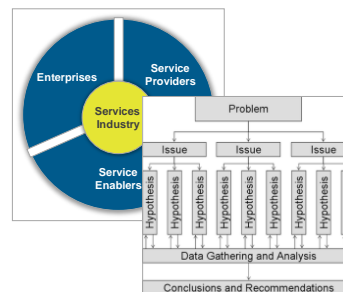 Enterprises
Service
Providers
Services
Industry
Service
Enablers
Problem
Issue
Issue
Issue
Hypothesis
Hypothesis
Hypothesis
Hypothesis
Hypothesis
Hypothesis
Hypothesis
Hypothesis
Data Gathering and Analysis
Conclusions and Recommendations